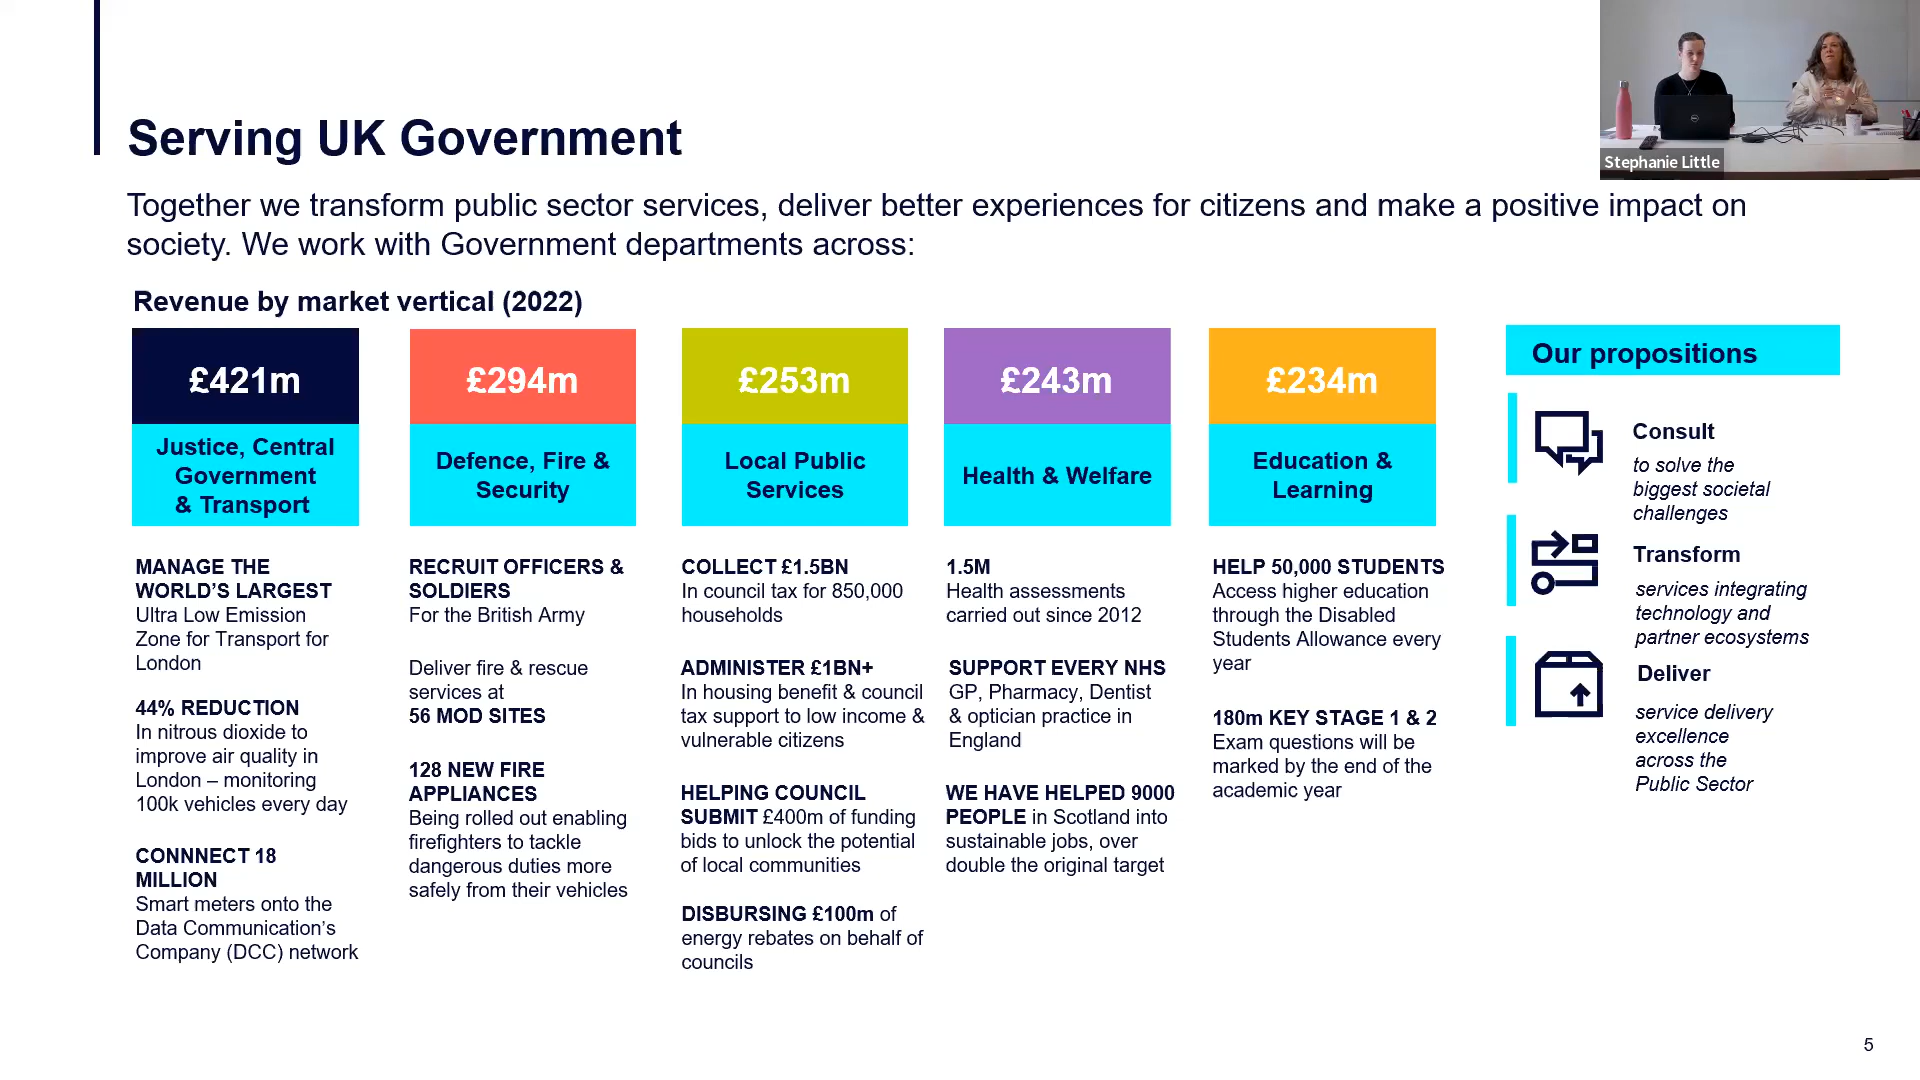 Serving UK Government
Stephanie Little
Together we transform public sector services, deliver better experiences for citizens and make a positive impact on
society. We work with Government departments across:
Revenue by market vertical (2022)
£421m
Justice, Central
Government
& Transport
MANAGE THE
WORLD'S LARGEST
Ultra Low Emission
Zone for Transport for
London
44% REDUCTION
In nitrous dioxide to
improve air quality in
London – monitoring
100k vehicles every day
CONNNECT 18
MILLION
Smart meters onto the
Data Communication's
Company (DCC) network
£294m
Defence, Fire &
Security
RECRUIT OFFICERS &
SOLDIERS
For the British Army
Deliver fire & rescue
services at
56 MOD SITES
128 NEW FIRE
APPLIANCES
Being rolled out enabling
firefighters to tackle
dangerous duties more
safely from their vehicles
£253m
Local Public
Services
COLLECT £1.5BN
In council tax for 850,000
households
ADMINISTER £1BN+
In housing benefit & council
tax support to low income &
vulnerable citizens
HELPING COUNCIL
SUBMIT £400m of funding
bids to unlock the potential
of local communities
DISBURSING £100m of
energy rebates on behalf of
councils
£243m
Health & Welfare
1.5M
Health assessments
carried out since 2012
SUPPORT EVERY NHS
GP, Pharmacy, Dentist
& optician practice in
England
WE HAVE HELPED 9000
PEOPLE in Scotland into
sustainable jobs, over
double the original target
£234m
Education &
Learning
HELP 50,000 STUDENTS
Access higher education
through the Disabled
Students Allowance every
year
180m KEY STAGE 1 & 2
Exam questions will be
marked by the end of the
academic year
Our propositions
Consult
to solve the
biggest societal
challenges
Transform
services integrating
technology and
partner ecosystems
Deliver
service delivery
excellence
across the
Public Sector
5